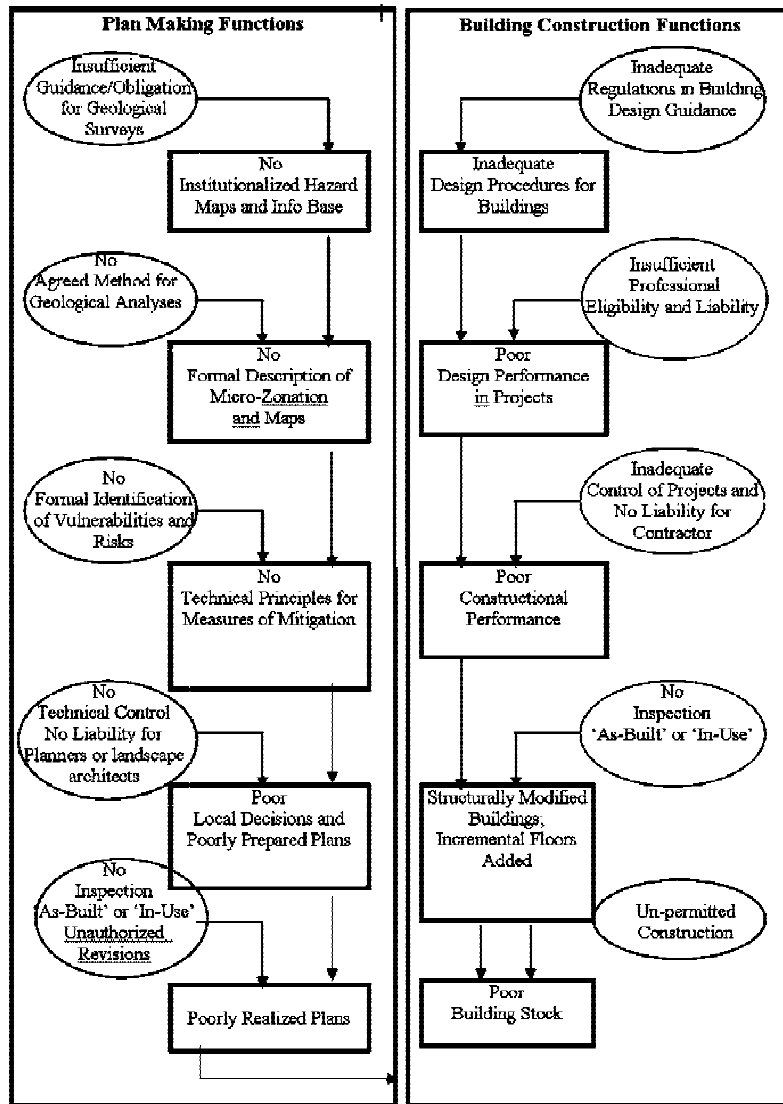 Plan Making Functions
Insufficient
Guidance/Obligation
for Geological
Surveys
No
Institutionalized Hazard
Maps and Info Base
No
Agreed Method for
Geological Analyses
No
Formal Description of
Micro-Zonation
and Maps
No
Formal Identification
of Vulnerabilities and
Risks
No
Technical Principles for
Measures of Mitigation
No
Technical Control
No Liability for
Planners or landscape
architects
Poor
Local Decisions and
Poorly Prepared Plans
No
Inspection
'As-Built' or 'In-Use'
Unauthorized
Revisions
Poorly Realized Plans
Building Construction Functions
Inadequate
Regulations in Building
Design Guidance
Inadequate
Design Procedures for
Buildings
Insufficient
Professional
Eligibility and Liability
Poor
Design Performance
in Projects
Inadequate
Control of Projects and
No Liability for
Contractor
Poor
Constructional
Performance
No
Inspection
'As-Built' or 'In-Use'
Structurally Modified
Buildings,
Incremental Floors
Added
Un-permitted
Construction
Poor
Building Stock